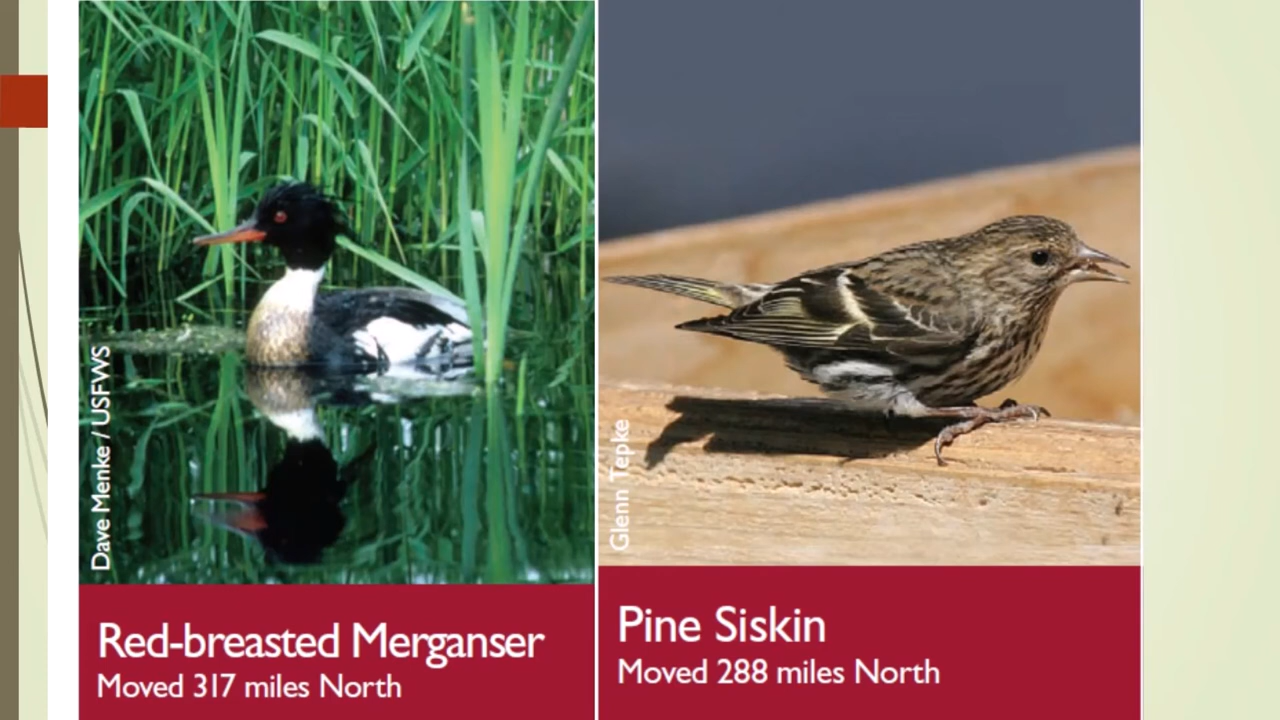 Dave Menke / USFWS
Red-breasted Merganser
Moved 317 miles North
Glenn Tepke
Pine Siskin
Moved 288 miles North